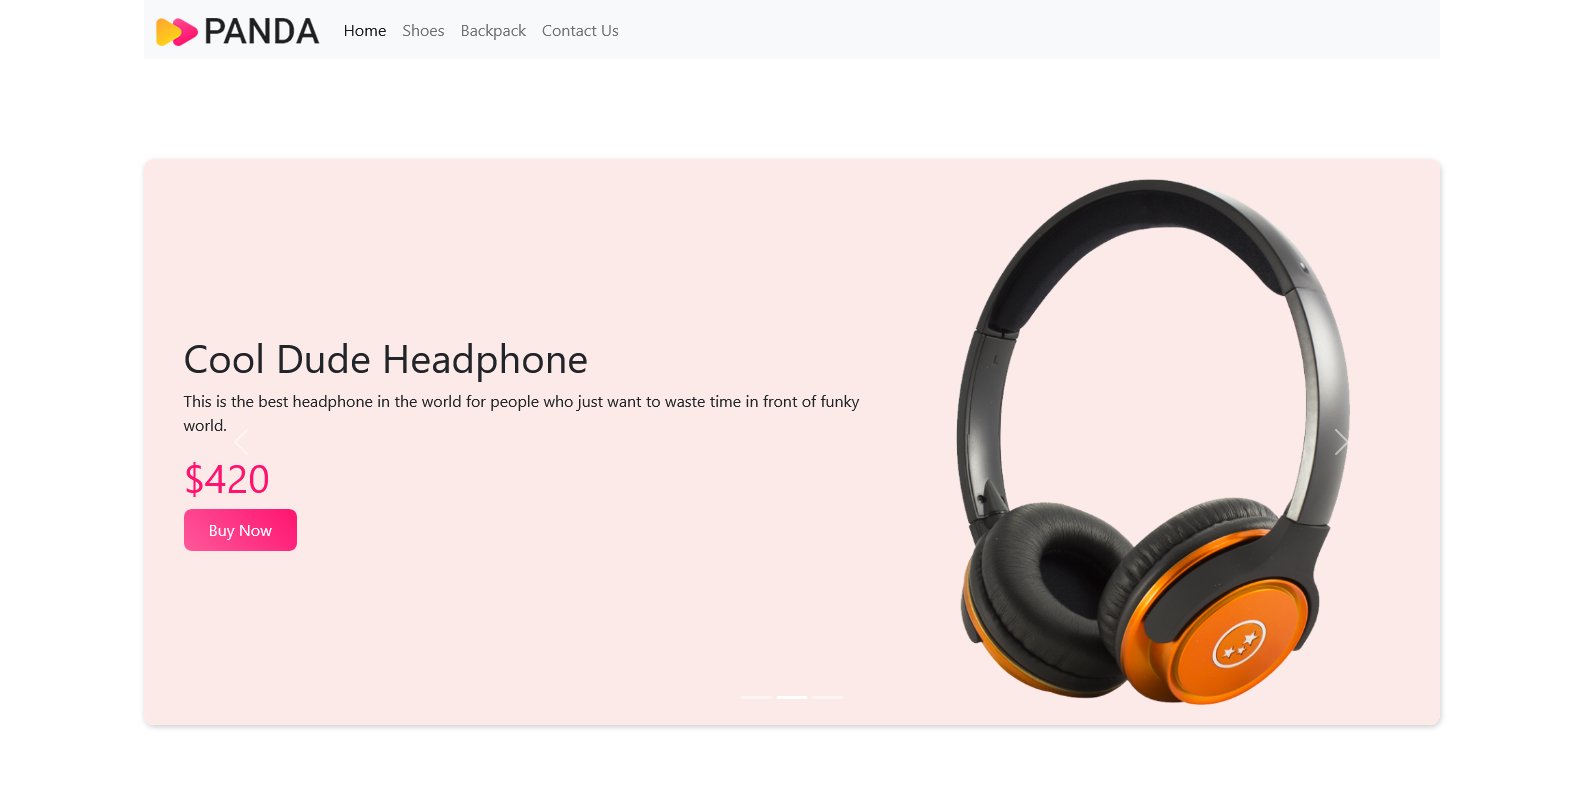 PANDA Home Shoes Backpack Contact Us
Cool Dude Headphone
This is the best headphone in the world for people who just want to waste time in front of funky
world.
$420
Buy Now
L